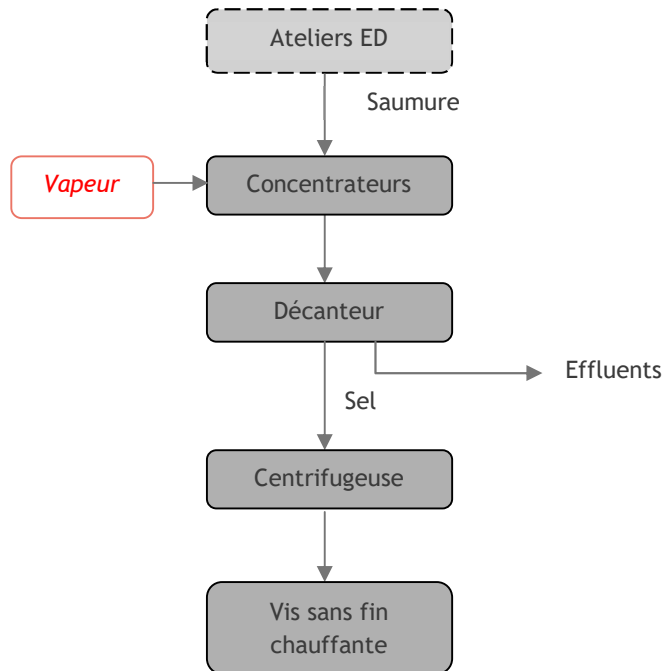 Ateliers ED
Saumure
Vapeur
Concentrateurs
Décanteur
Effluents
Sel
Centrifugeuse
Vis sans fin
chauffante